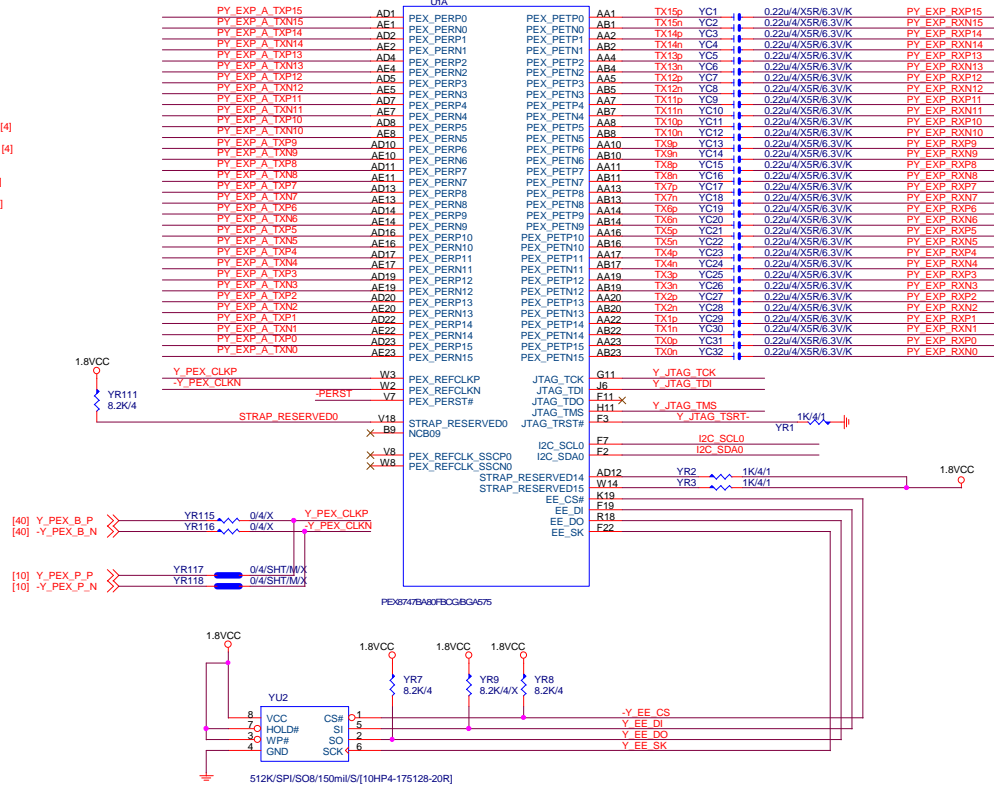 U1A
PY_EXP_A_TXP15 AD1 PEX_PERP0 PEX_PETP0 AA1 TX15p YC1 0.22u/4/X5R/6.3V/K PY_EXP_RXP15
PY_EXP_A_TXN15 AE1 PEX_PERN0 PEX_PETN0 AB1 TX15n YC2 0.22u/4/X5R/6.3V/K PY_EXP_RXN15
PY_EXP_A_TXP14 AD2 PEX_PERP1 PEX_PETP1 AA2 TX14p YC3 0.22u/4/X5R/6.3V/K PY_EXP_RXP14
PY_EXP_A_TXN14 AE2 PEX_PERN1 PEX_PETN1 AB2 TX14n YC4 0.22u/4/X5R/6.3V/K PY_EXP_RXN14
PY_EXP_A_TXP13 AD4 PEX_PERP2 PEX_PETP2 AA4 TX13p YC5 0.22u/4/X5R/6.3V/K PY_EXP_RXP13
PY_EXP_A_TXN13 AE4 PEX_PERN2 PEX_PETN2 AB4 TX13n YC6 0.22u/4/X5R/6.3V/K PY_EXP_RXN13
PY_EXP_A_TXP12 AD5 PEX_PERP3 PEX_PETP3 AA5 TX12p YC7 0.22u/4/X5R/6.3V/K PY_EXP_RXP12
PY_EXP_A_TXN12 AE5 PEX_PERN3 PEX_PETN3 AB5 TX12n YC8 0.22u/4/X5R/6.3V/K PY_EXP_RXN12
PY_EXP_A_TXP11 AD7 PEX_PERP4 PEX_PETP4 AA7 TX11p YC9 0.22u/4/X5R/6.3V/K PY_EXP_RXP11
PY_EXP_A_TXN11 AE7 PEX_PERN4 PEX_PETN4 AB7 TX11n YC10 0.22u/4/X5R/6.3V/K PY_EXP_RXN11
[4] PY_EXP_A_TXP10 AD8 PEX_PERP5 PEX_PETP5 AA8 TX10p YC11 0.22u/4/X5R/6.3V/K PY_EXP_RXP10
PY_EXP_A_TXN10 AE8 PEX_PERN5 PEX_PETN5 AB8 TX10n YC12 0.22u/4/X5R/6.3V/K PY_EXP_RXN10
[4] PY_EXP_A_TXP9 AD10 PEX_PERP6 PEX_PETP6 AA10 TX9p YC13 0.22u/4/X5R/6.3V/K PY_EXP_RXP9
PY_EXP_A_TXN9 AE10 PEX_PERN6 PEX_PETN6 AB10 TX9n YC14 0.22u/4/X5R/6.3V/K PY_EXP_RXN9
PY_EXP_A_TXP8 AD11 PEX_PERP7 PEX_PETP7 AA11 TX8p YC15 0.22u/4/X5R/6.3V/K PY_EXP_RXP8
] PY_EXP_A_TXN8 AE11 PEX_PERN7 PEX_PETN7 AB11 TX8n YC16 0.22u/4/X5R/6.3V/K PY_EXP_RXN8
PY_EXP_A_TXP7 AD13 PEX_PERP8 PEX_PETP8 AA13 TX7p YC17 0.22u/4/X5R/6.3V/K PY_EXP_RXP7
] PY_EXP_A_TXN7 AE13 PEX_PERN8 PEX_PETN8 AB13 TX7n YC18 0.22u/4/X5R/6.3V/K PY_EXP_RXN7
PY_EXP_A_TXP6 AD14 PEX_PERP9 PEX_PETP9 AA14 TX6p YC19 0.22u/4/X5R/6.3V/K PY_EXP_RXP6
PY_EXP_A_TXN6 AE14 PEX_PERN9 PEX_PETN9 AB14 TX6n YC20 0.22u/4/X5R/6.3V/K PY_EXP_RXN6
PY_EXP_A_TXP5 AD16 PEX_PERP10 PEX_PETP10 AA16 TX5p YC21 0.22u/4/X5R/6.3V/K PY_EXP_RXP5
PY_EXP_A_TXN5 AE16 PEX_PERN10 PEX_PETN10 AB16 TX5n YC22 0.22u/4/X5R/6.3V/K PY_EXP_RXN5
PY_EXP_A_TXP4 AD17 PEX_PERP11 PEX_PETP11 AA17 TX4p YC23 0.22u/4/X5R/6.3V/K PY_EXP_RXP4
PY_EXP_A_TXN4 AE17 PEX_PERN11 PEX_PETN11 AB17 TX4n YC24 0.22u/4/X5R/6.3V/K PY_EXP_RXN4
PY_EXP_A_TXP3 AD19 PEX_PERP12 PEX_PETP12 AA19 TX3p YC25 0.22u/4/X5R/6.3V/K PY_EXP_RXP3
PY_EXP_A_TXN3 AE19 PEX_PERN12 PEX_PETN12 AB19 TX3n YC26 0.22u/4/X5R/6.3V/K PY_EXP_RXN3
PY_EXP_A_TXP2 AD20 PEX_PERP13 PEX_PETP13 AA20 TX2p YC27 0.22u/4/X5R/6.3V/K PY_EXP_RXP2
PY_EXP_A_TXN2 AE20 PEX_PERN13 PEX_PETN13 AB20 TX2n YC28 0.22u/4/X5R/6.3V/K PY_EXP_RXN2
PY_EXP_A_TXP1 AD22 PEX_PERP14 PEX_PETP14 AA22 TX1p YC29 0.22u/4/X5R/6.3V/K PY_EXP_RXP1
PY_EXP_A_TXN1 AE22 PEX_PERN14 PEX_PETN14 AB22 TX1n YC30 0.22u/4/X5R/6.3V/K PY_EXP_RXN1
PY_EXP_A_TXP0 AD23 PEX_PERP15 PEX_PETP15 AA23 TX0p YC31 0.22u/4/X5R/6.3V/K PY_EXP_RXP0
PY_EXP_A_TXN0 AE23 PEX_PERN15 PEX_PETN15 AB23 TX0n YC32 0.22u/4/X5R/6.3V/K PY_EXP_RXN0
1.8VCC
Y_PEX_CLKP W3 PEX_REFCLKP JTAG_TCK G11 Y_JTAG_TCK
-Y_PEX_CLKN W2 PEX_REFCLKN JTAG_TDI J6 Y_JTAG_TDI
YR111 -PERST V7 PEX_PERST# JTAG_TDO F11
8.2K/4 JTAG_TMS H11 Y_JTAG_TMS
STRAP_RESERVED0 V18 STRAP_RESERVED0 JTAG_TRST# F3 Y_JTAG_TSRT- YR1 1K/4/1
B9 NCB09
I2C_SCL0 F7 I2C_SCL0
V8 PEX_REFCLK_SSCP0 I2C_SDA0 F2 I2C_SDA0
W8 PEX_REFCLK_SSCN0
STRAP_RESERVED14 AD12 YR2 1K/4/1 1.8VCC
STRAP_RESERVED15 W14 YR3 1K/4/1
EE_CS# K19
EE_DI F19
EE_DO R18
EE_SK F22
[40] Y_PEX_B_P YR115 0/4/X Y_PEX_CLKP
[40] -Y_PEX_B_N YR116 0/4/X -Y_PEX_CLKN
[10] Y_PEX_P_P YR117 0/4/SHT/M/X
[10] -Y_PEX_P_N YR118 0/4/SHT/M/X
PEX8747BA80FBCG/BGA575
1.8VCC 1.8VCC 1.8VCC 1.8VCC
YR7 YR9 YR8
8.2K/4 8.2K/4/X 8.2K/4
YU2
8 VCC CS# 1 -Y_EE_CS
7 HOLD# SI 5 Y_EE_DI
3 WP# SO 2 Y_EE_DO
4 GND SCK 6 Y_EE_SK
512K/SPI/SO8/150mil/S/[10HP4-175128-20R]